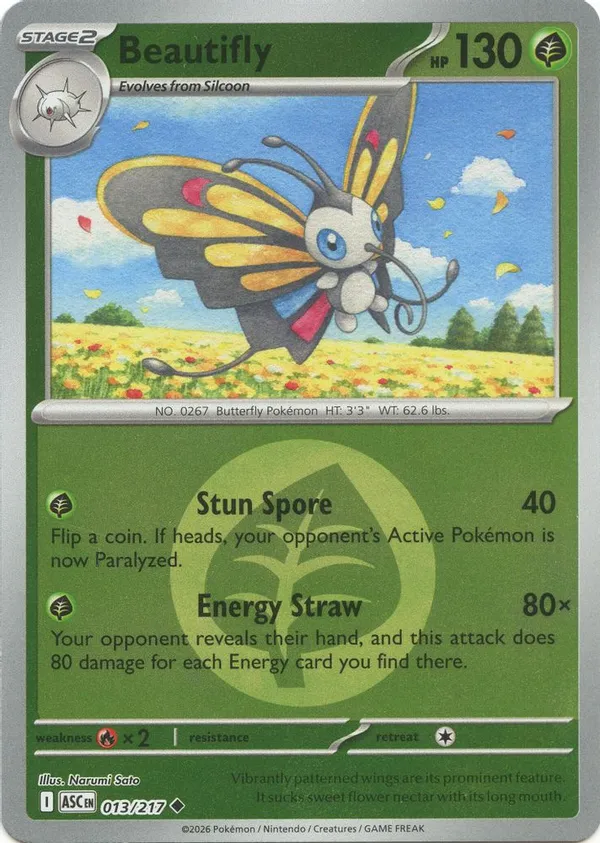 STAGE2
Beautifly
HP 130
Evolves from Silcoon
NO. 0267 Butterfly Pokémon HT: 3'3" WT: 62.6 lbs.
Stun Spore 40
Flip a coin. If heads, your opponent's Active Pokémon is
now Paralyzed.
Energy Straw 80×
Your opponent reveals their hand, and this attack does
80 damage for each Energy card you find there.
weakness ×2 resistance retreat
Illus. Narumi Sato
Vibrantly patterned wings are its prominent feature.
It sucks sweet flower nectar with its long mouth.
I ASC EN 013/217
©2026 Pokémon / Nintendo / Creatures / GAME FREAK